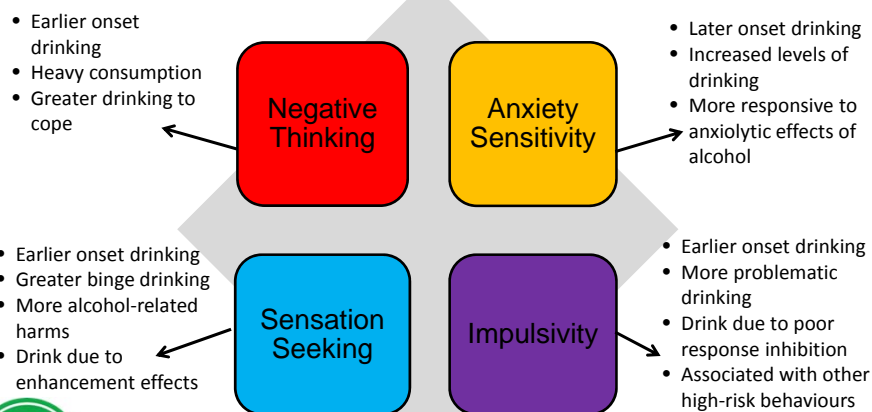 • Earlier onset
drinking
• Heavy consumption
• Greater drinking to
cope
Negative
Thinking
Anxiety
Sensitivity
• Later onset drinking
• Increased levels of
drinking
• More responsive to
anxiolytic effects of
alcohol
• Earlier onset drinking
• Greater binge drinking
• More alcohol-related
harms
• Drink due to
enhancement effects
Sensation
Seeking
Impulsivity
• Earlier onset drinking
• More problematic
drinking
• Drink due to poor
response inhibition
• Associated with other
high-risk behaviours